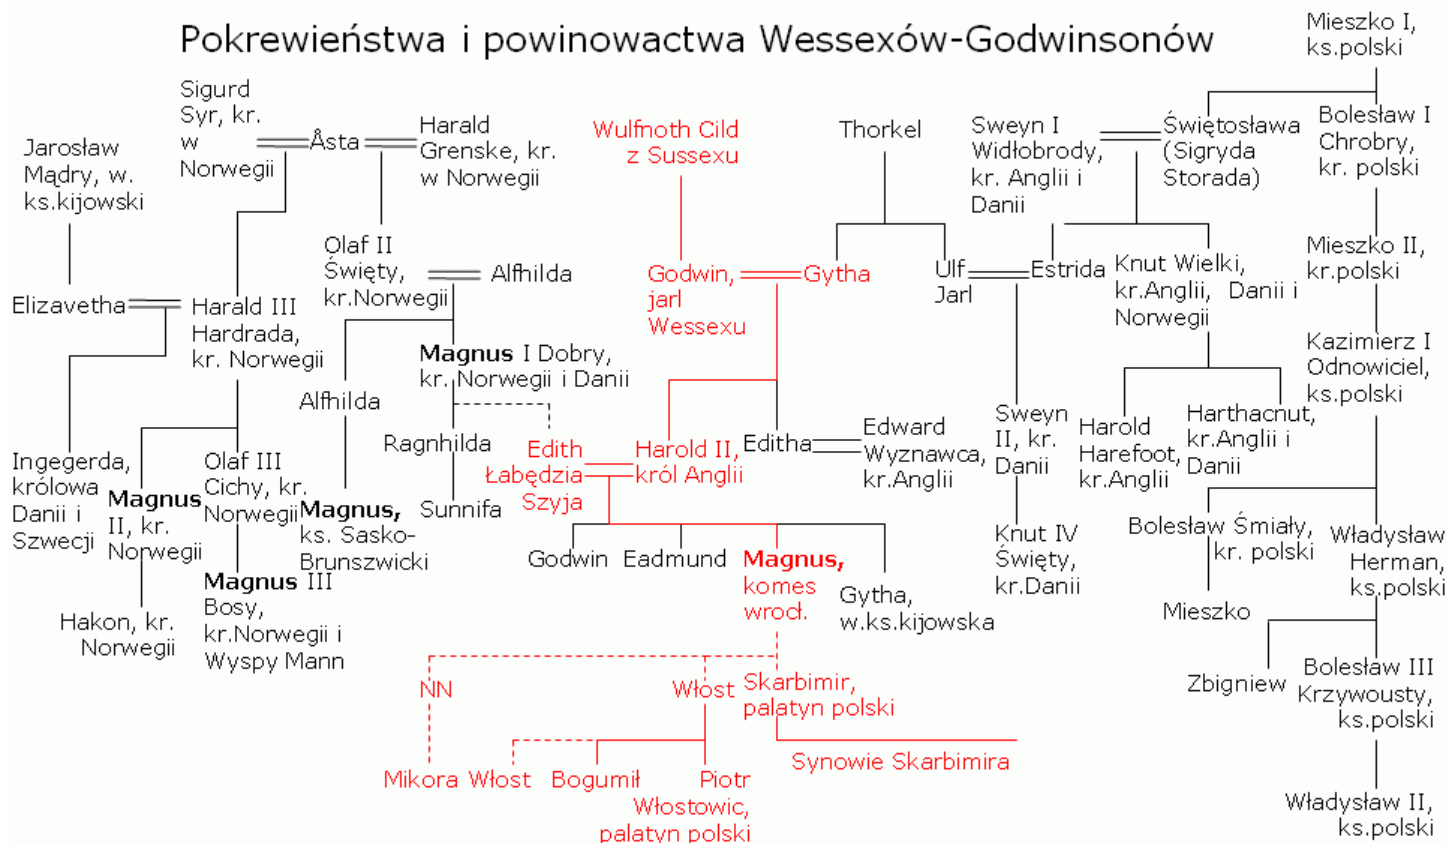 Pokrewieństwa i powinowactwa Wessexów-Godwinsonów
Mieszko I,
ks.polski
Sigurd
Syr, kr.
w
Norwegii
Åsta
Harald
Grenske, kr.
w Norwegii
Jarosław
Mądry, w.
ks.kijowski
Wulfnoth Cild
z Sussexu
Thorkel
Sweyn I
Widłobrody,
kr. Anglii i
Danii
Świętosława
(Sigryda
Storada)
Bolesław I
Chrobry,
kr. polski
Olaf II
Święty,
kr.Norwegii
Alfhilda
Godwin,
jarl
Wessexu
Gytha
Ulf
Jarl
Estrida
Knut Wielki,
kr.Anglii, Danii i
Norwegii
Mieszko II,
kr.polski
Elizavetha
Harald III
Hardrada,
kr. Norwegii
Magnus I Dobry,
kr. Norwegii i Danii
Kazimierz I
Odnowiciel,
ks.polski
Alfhilda
Ragnhilda
Edith
Łabędzia
Szyja
Harold II,
król Anglii
Editha
Edward
Wyznawca,
kr.Anglii
Sweyn
II, kr.
Danii
Harold
Harefoot,
kr.Anglii
Harthacnut,
kr.Anglii i
Danii
Ingegerda,
królowa
Danii i
Szwecji
Magnus
II, kr.
Norwegii
Olaf III
Cichy, kr.
Norwegii
Magnus,
ks. Sasko-
Brunszwicki
Sunnifa
Godwin
Eadmund
Magnus,
komes
wrocł.
Gytha,
w.ks.kijowska
Knut IV
Święty,
kr.Danii
Bolesław Śmiały,
kr. polski
Władysław
Herman,
ks.polski
Hakon, kr.
Norwegii
Magnus III
Bosy,
kr.Norwegii i
Wyspy Mann
Mieszko
NN
Włost
Skarbimir,
palatyn polski
Zbigniew
Bolesław III
Krzywousty,
ks.polski
Mikora
Włost
Bogumił
Piotr
Włostowic,
palatyn polski
Synowie Skarbimira
Władysław II,
ks.polski